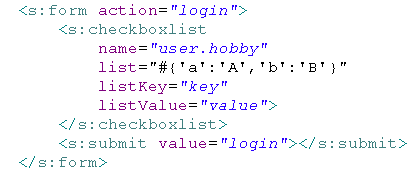 <s:form action="login">
<s:checkboxlist
name="user.hobby"
list="#{'a':'A','b':'B'}"
listKey="key"
listValue="value">
</s:checkboxlist>
<s:submit value="login"></s:submit>
</s:form>